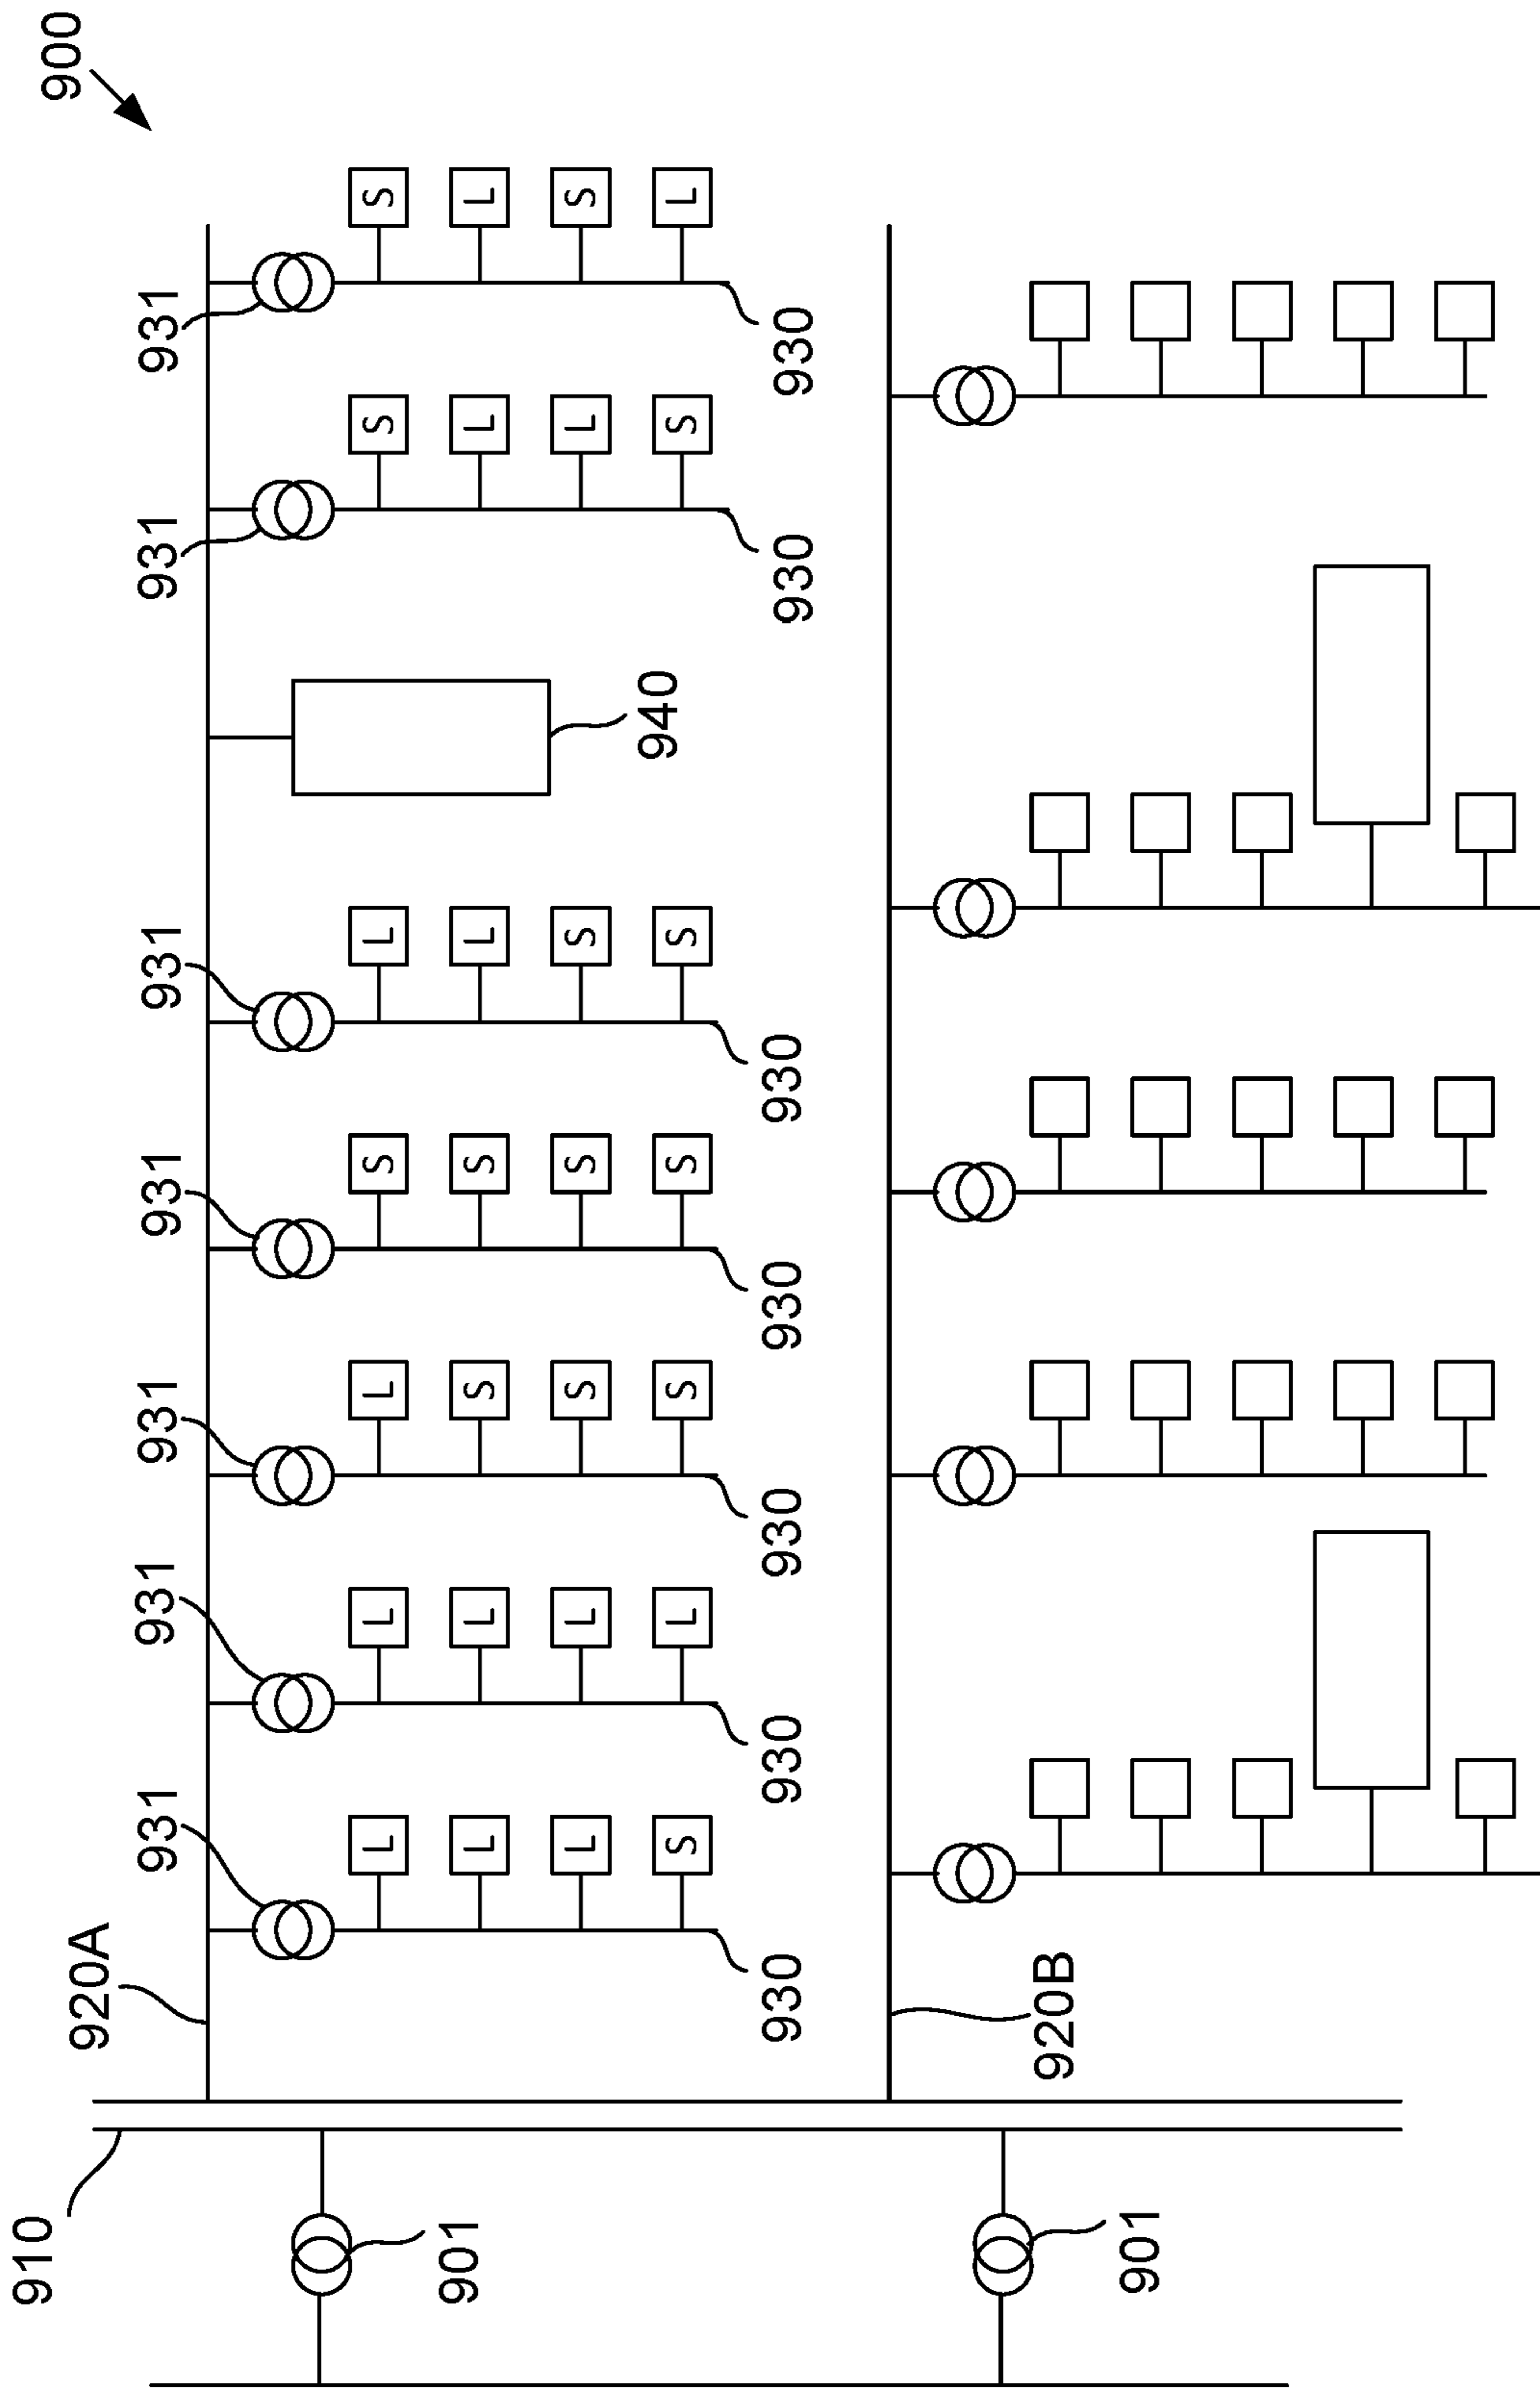 910 900
920A
931 931 931 931 931 931 931
L L L S L S S
901
L L S S L L L
L L S S S L S
940
S L S S S S L
930 930 930 930 930 930 930
920B
901